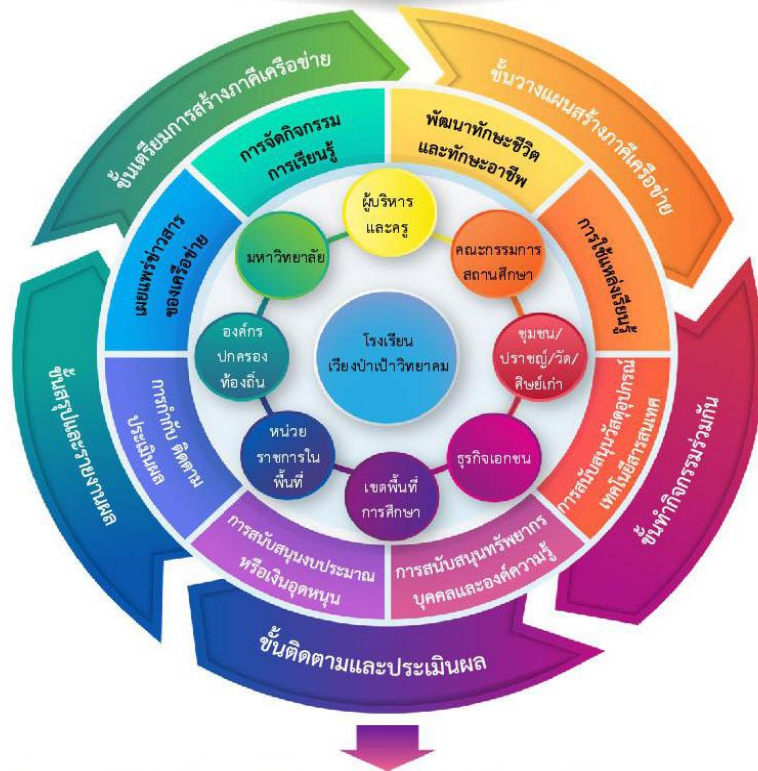 ขั้นเตรียมการสร้างภาคีเครือข่าย
ขั้นวางแผนสร้างภาคีเครือข่าย
ขั้นทำกิจกรรมร่วมกัน
ขั้นติดตามและประเมินผล
ขั้นสรุปและรายงานผล
การจัดกิจกรรม
การเรียนรู้
พัฒนาทักษะชีวิต
และทักษะอาชีพ
การใช้แหล่งเรียนรู้
การสนับสนุนวัสดุอุปกรณ์
เทคโนยีสารสนเทศ
การสนับสนุนทรัพยากร
บุคคลและองค์ความรู้
การสนับสนุนงบประมาณ
หรือเงินอุดหนุน
การกำกับ ติดตาม
ประเมินผล
เผยแพร่ข่าวสาร
ของเครือข่าย
ผู้บริหาร
และครู
คณะกรรมการ
สถานศึกษา
ชุมชน/
ปราชญ์/วัด/
ศิษย์เก่า
ธุรกิจเอกชน
เขตพื้นที่
การศึกษา
หน่วย
ราชการใน
พื้นที่
องค์กร
ปกครอง
ท้องถิ่น
มหาวิทยาลัย
โรงเรียน
เวียงป่าเป้าวิทยาคม